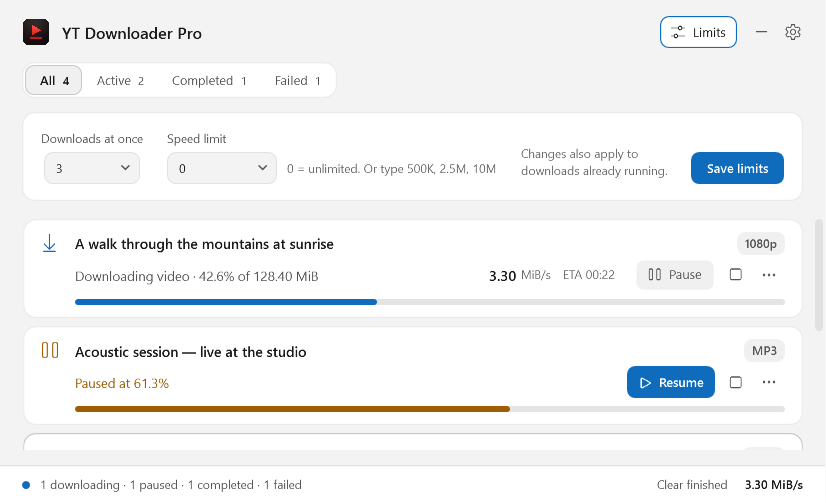 YT Downloader Pro
Limits
All 4 Active 2 Completed 1 Failed 1
Downloads at once
Speed limit
3
0
0 = unlimited. Or type 500K, 2.5M, 10M
Changes also apply to
downloads already running.
Save limits
A walk through the mountains at sunrise
1080p
Downloading video · 42.6% of 128.40 MiB
3.30 MiB/s ETA 00:22
Pause
Acoustic session — live at the studio
MP3
Paused at 61.3%
Resume
1 downloading · 1 paused · 1 completed · 1 failed
Clear finished
3.30 MiB/s